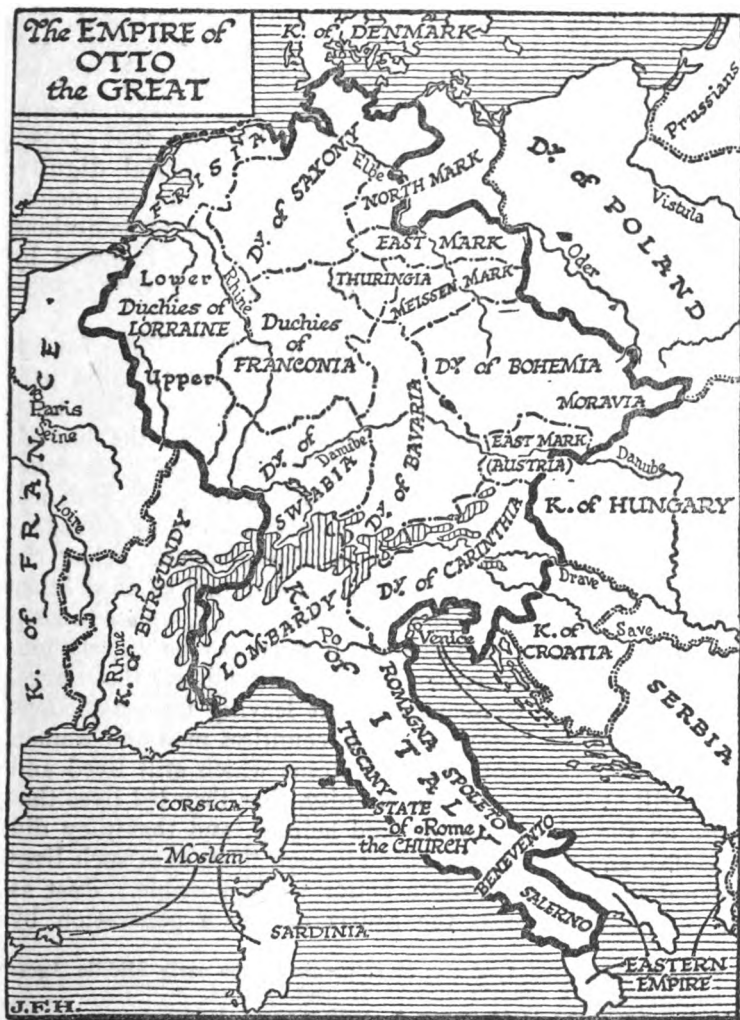 The EMPIRE of
OTTO
the GREAT
K. of DENMARK
Prussians
FRISIA
Dy. of SAXONY
Elbe
NORTH MARK
Dy. of POLAND
Vistula
EAST MARK
Oder
THURINGIA
MEISSEN MARK
Lower
Duchies of
LORRAINE
Upper
Rhine
Duchies
of
FRANCONIA
Dy. of BOHEMIA
MORAVIA
K. of FRANCE
Paris
Seine
Loire
Dy. of
SWABIA
Danube
Dy. of BAVARIA
EAST MARK
(AUSTRIA)
Danube
K. of HUNGARY
K. of BURGUNDY
Rhone
Dy. of CARINTHIA
Drave
Save
LOMBARDY
Po
Venice
K. of
CROATIA
SERBIA
K. of ITALY
ROMAGNA
TUSCANY
SPOLETO
STATE
of Rome
the CHURCH
BENEVENTO
SALERNO
CORSICA
Moslem
SARDINIA
EASTERN
EMPIRE
J.F.H.